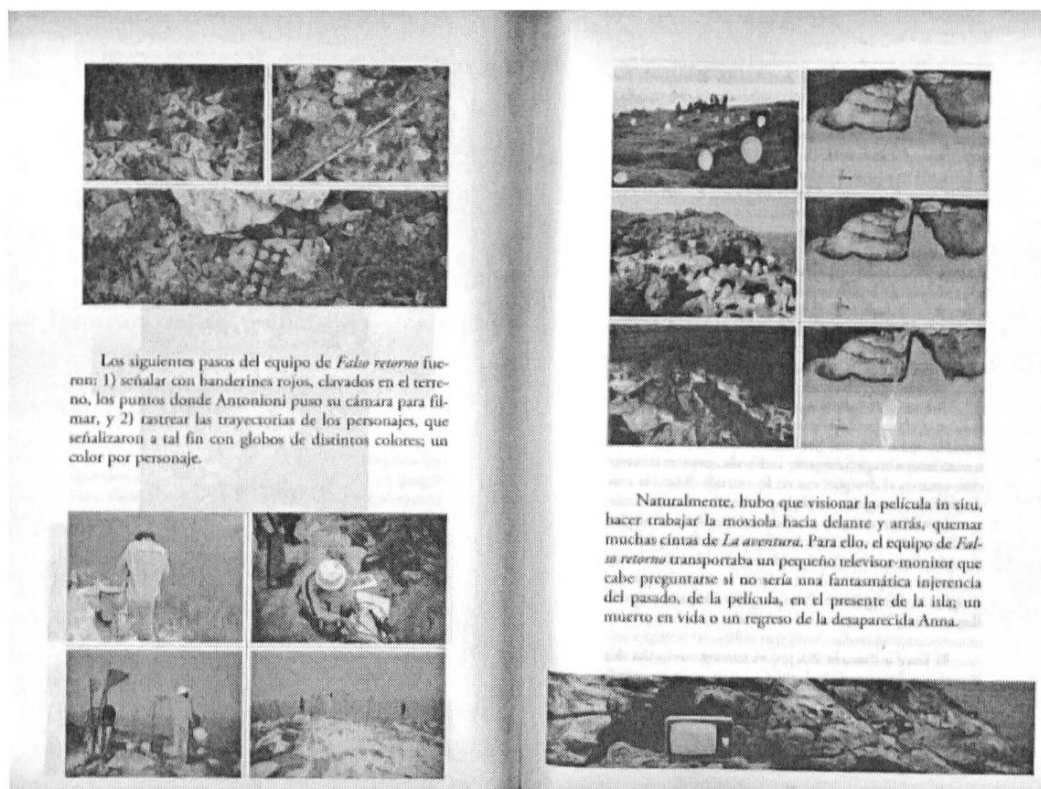 Los siguientes pasos del equipo de Falso retorno fue-
ron: 1) señalar con banderines rojos, clavados en el terre-
no, los puntos donde Antonioni puso su cámara para fil-
mar, y 2) rastrear las trayectorias de los personajes, que
señalizaron a tal fin con globos de distintos colores; un
color por personaje.
Naturalmente, hubo que visionar la película in situ,
hacer trabajar la moviola hacia delante y atrás, quemar
muchas cintas de La aventura. Para ello, el equipo de Fal-
so retorno transportaba un pequeño televisor-monitor que
cabe preguntarse si no sería una fantasmática injerencia
del pasado, de la película, en el presente de la isla; un
muerto en vida o un regreso de la desaparecida Anna.